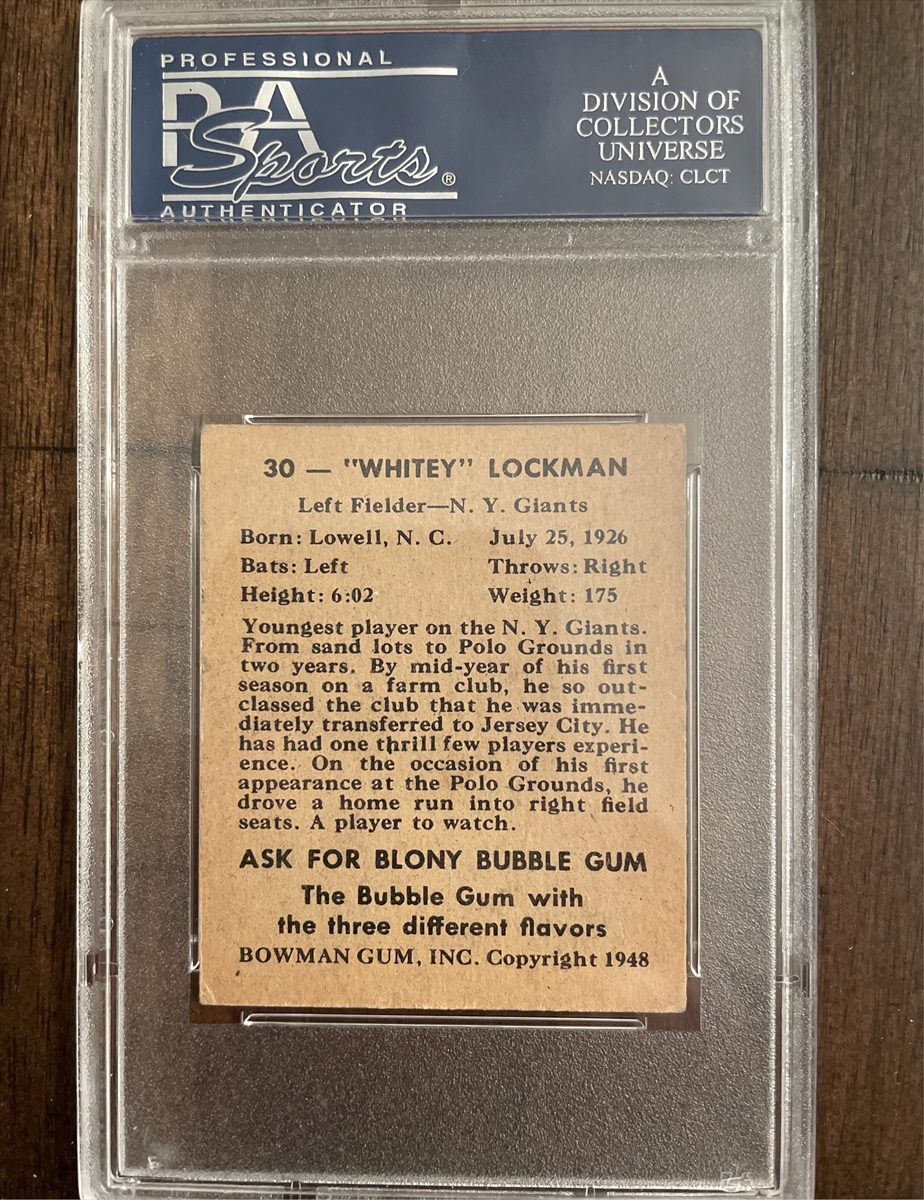 PROFESSIONAL
PSA
Sports®
AUTHENTICATOR
A
DIVISION OF
COLLECTORS
UNIVERSE
NASDAQ: CLCT
30 — "WHITEY" LOCKMAN
Left Fielder—N. Y. Giants
Born: Lowell, N. C. July 25, 1926
Bats: Left Throws: Right
Height: 6:02 Weight: 175
Youngest player on the N. Y. Giants.
From sand lots to Polo Grounds in
two years. By mid-year of his first
season on a farm club, he so out-
classed the club that he was imme-
diately transferred to Jersey City. He
has had one thrill few players experi-
ence. On the occasion of his first
appearance at the Polo Grounds, he
drove a home run into right field
seats. A player to watch.
ASK FOR BLONY BUBBLE GUM
The Bubble Gum with
the three different flavors
BOWMAN GUM, INC. Copyright 1948